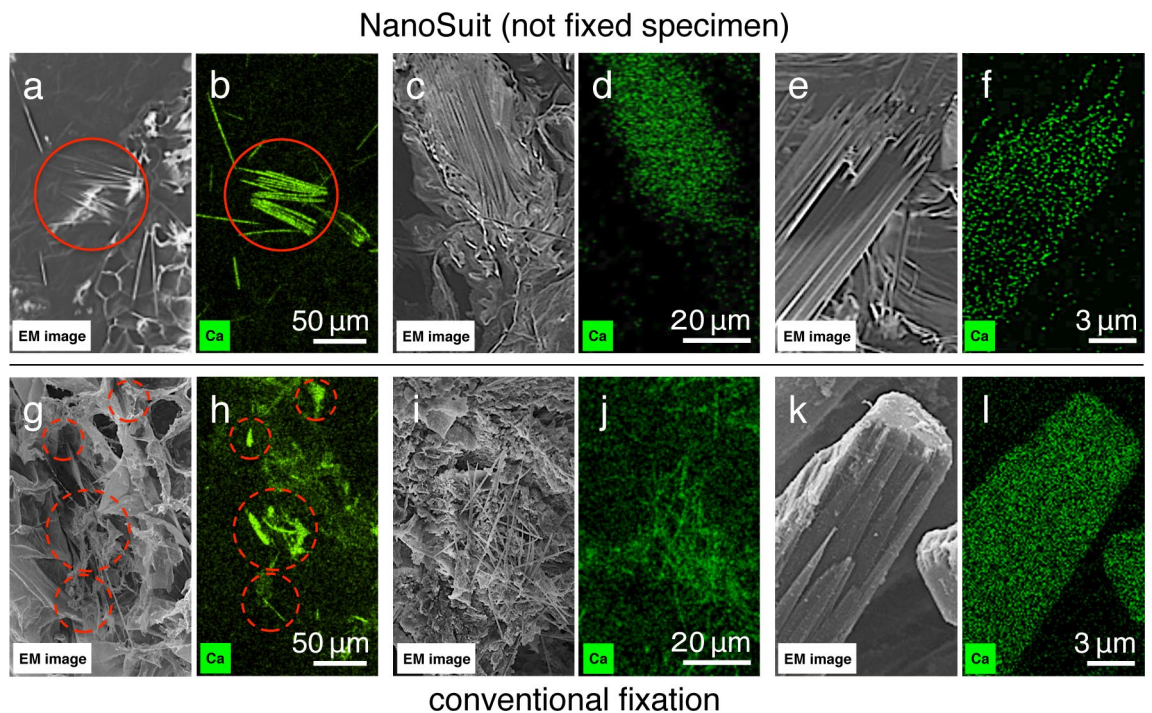 NanoSuit (not fixed specimen)
a b c d e f
EM image Ca 50 μm EM image Ca 20 μm EM image Ca 3 μm
g h i j k l
EM image Ca 50 μm EM image Ca 20 μm EM image Ca 3 μm
conventional fixation